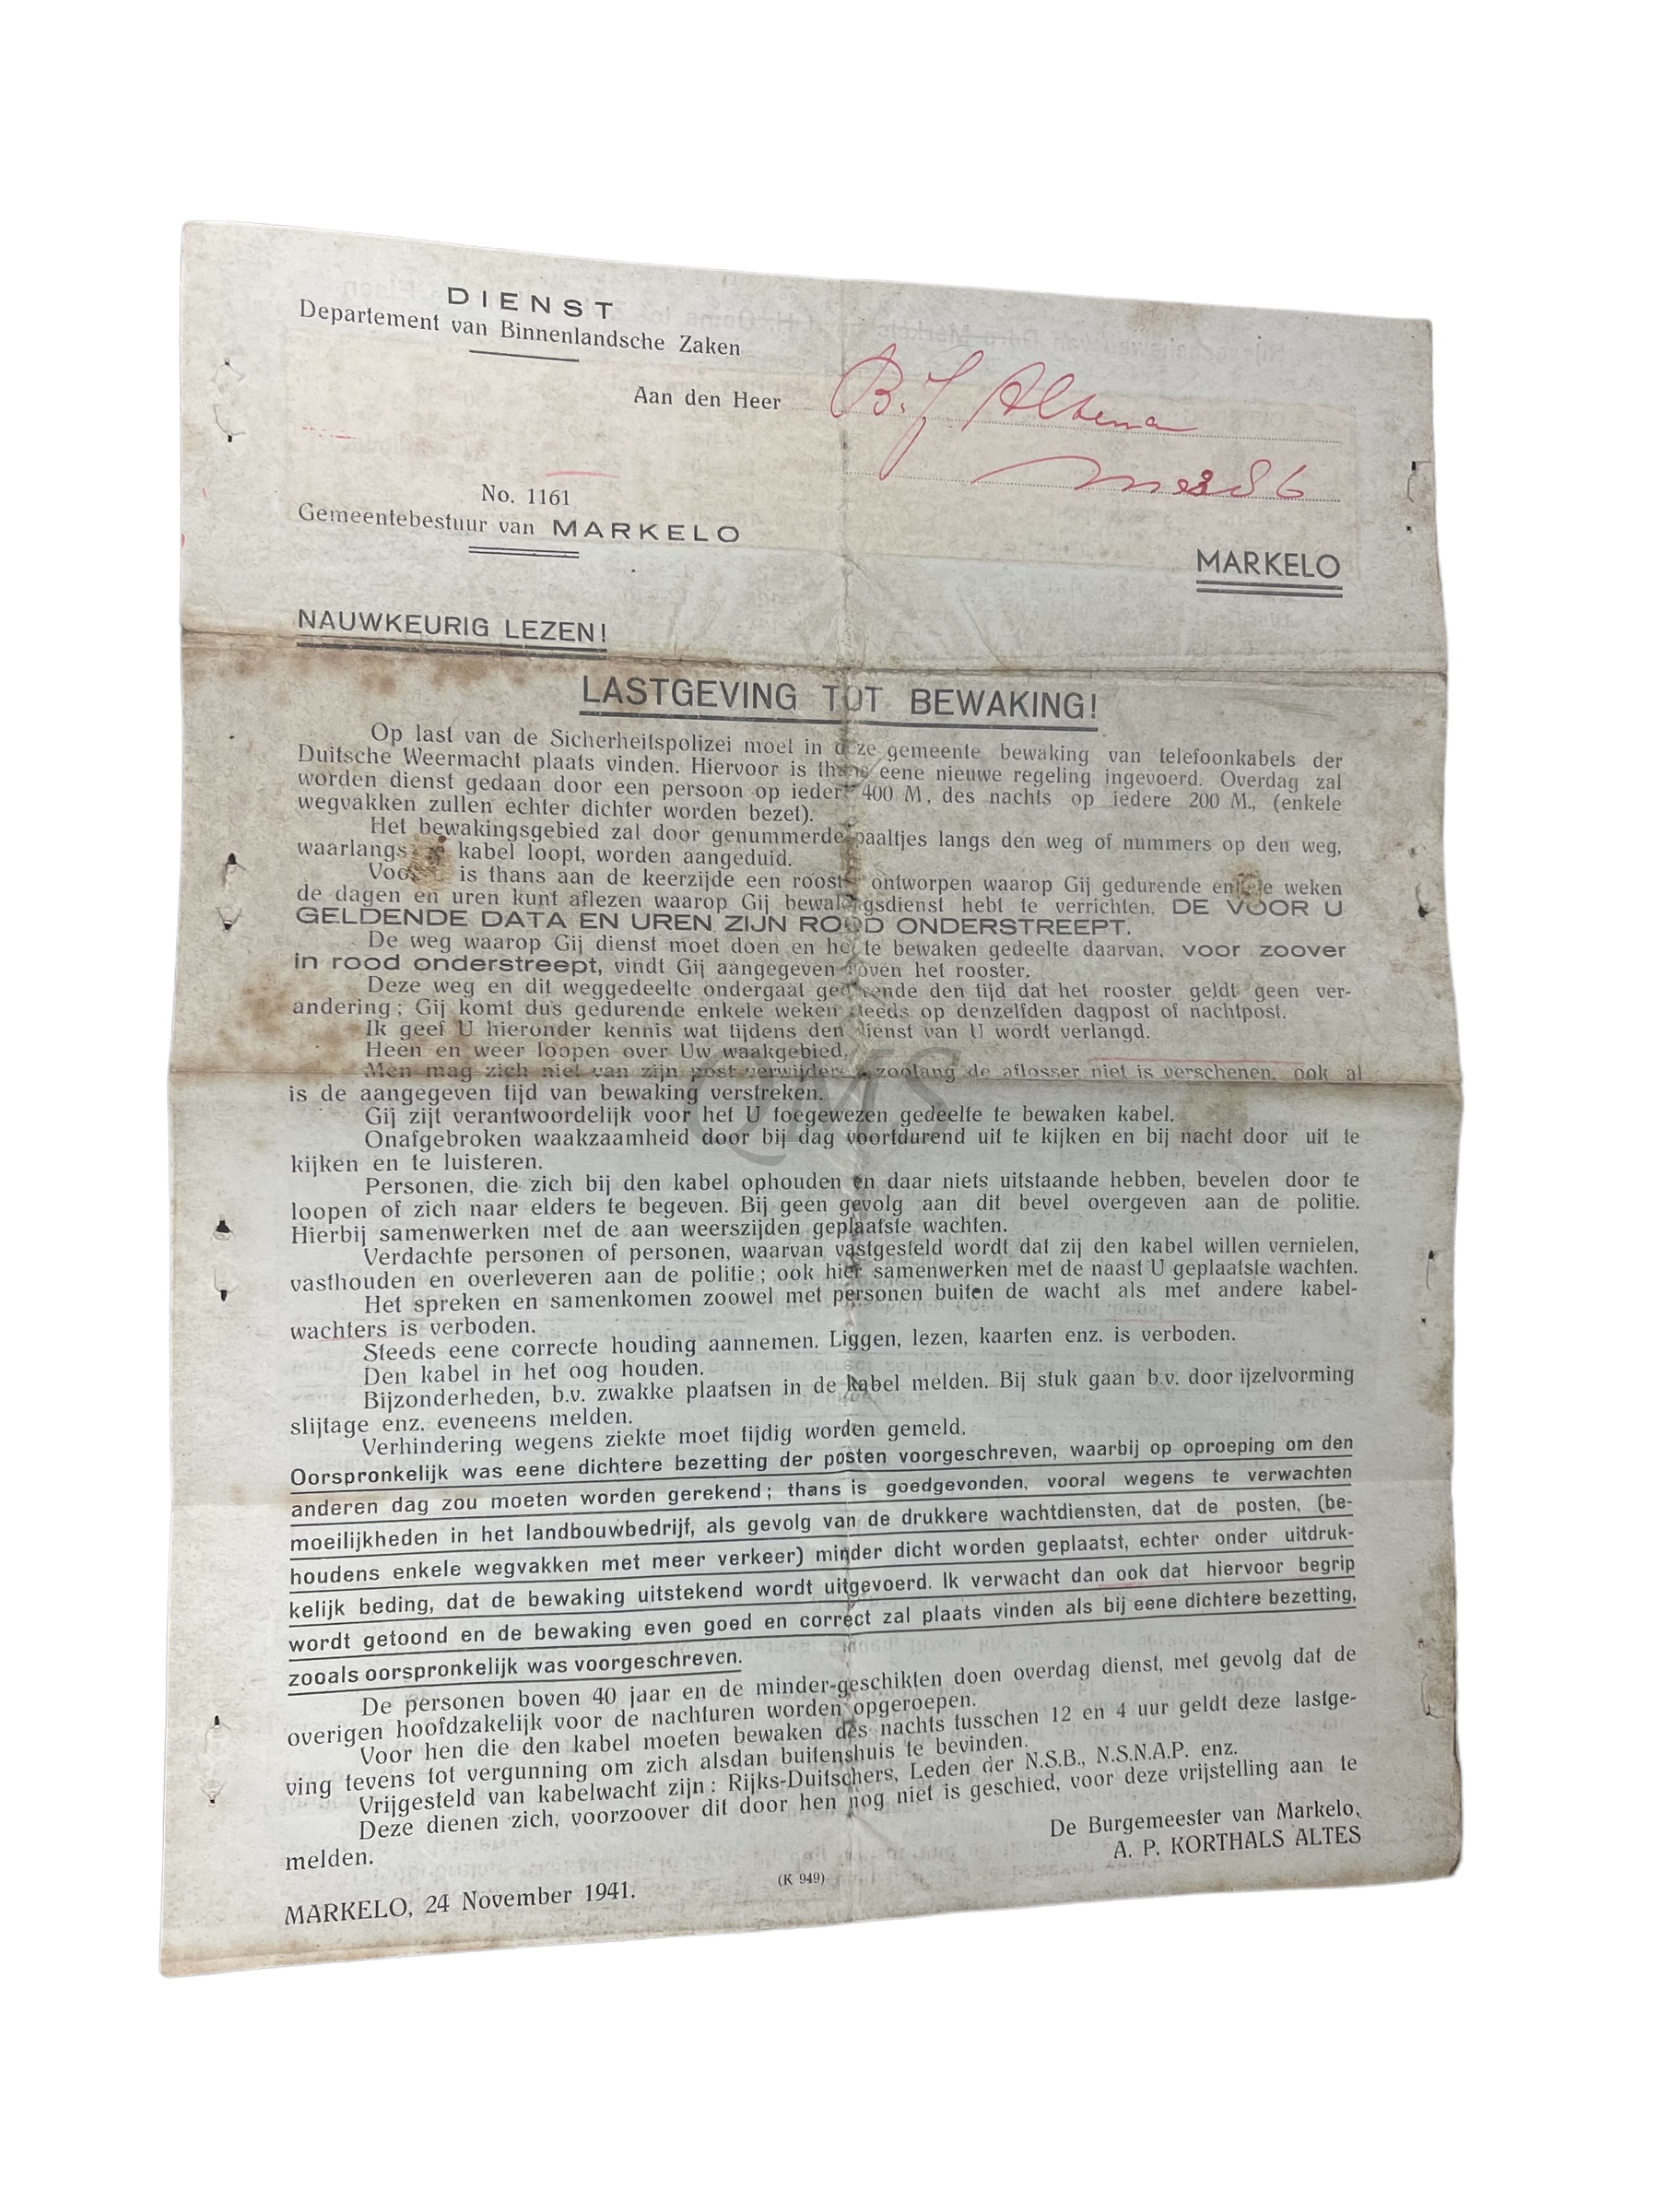 DIENST
Departement van Binnenlandsche Zaken
Aan den Heer B. J Altena
386
No. 1161
Gemeentebestuur van MARKELO
MARKELO
NAUWKEURIG LEZEN!
LASTGEVING TOT BEWAKING!
Op last van de Sicherheitspolizei moet in deze gemeente bewaking van telefoonkabels der
Duitsche Weermacht plaats vinden. Hiervoor is thans eene nieuwe regeling ingevoerd. Overdag zal
worden dienst gedaan door een persoon op iedere 400 M, des nachts op iedere 200 M., (enkele
wegvakken zullen echter dichter worden bezet).
Het bewakingsgebied zal door genummerde paaltjes langs den weg of nummers op den weg,
waarlangs kabel loopt, worden aangeduid.
is thans aan de keerzijde een rooster ontworpen waarop Gij gedurende enkele weken
de dagen en uren kunt aflezen waarop Gij bewakingsdienst hebt te verrichten. DE VOOR U
GELDENDE DATA EN UREN ZIJN ROOD ONDERSTREEPT.
De weg waarop Gij dienst moet doen en het te bewaken gedeelte daarvan, voor zoover
in rood onderstreept, vindt Gij aangegeven boven het rooster.
Deze weg en dit weggedeelte ondergaat gedurende den tijd dat het rooster geldt geen ver-
andering; Gij komt dus gedurende enkele weken steeds op denzelfden dagpost of nachtpost.
Ik geef U hieronder kennis wat tijdens den dienst van U wordt verlangd.
Heen en weer loopen over Uw waakgebied.
Men mag zich niet van zijn post verwijderen zoolang de aflosser niet is verschenen, ook al
is de aangegeven tijd van bewaking verstreken.
Gij zijt verantwoordelijk voor het U toegewezen gedeelte te bewaken kabel.
Onafgebroken waakzaamheid door bij dag voortdurend uit te kijken en bij nacht door uit te
kijken en te luisteren.
Personen, die zich bij den kabel ophouden en daar niets uitstaande hebben, bevelen door te
loopen of zich naar elders te begeven. Bij geen gevolg aan dit bevel overgeven aan de politie.
Hierbij samenwerken met de aan weerszijden geplaatste wachten.
Verdachte personen of personen, waarvan vastgesteld wordt dat zij den kabel willen vernielen,
vasthouden en overleveren aan de politie; ook hier samenwerken met de naast U geplaatste wachten.
Het spreken en samenkomen zoowel met personen buiten de wacht als met andere kabel-
wachters is verboden.
Steeds eene correcte houding aannemen. Liggen, lezen, kaarten enz. is verboden.
Den kabel in het oog houden.
Bijzonderheden, b.v. zwakke plaatsen in de kabel melden. Bij stuk gaan b.v. door ijzelvorming
slijtage enz. eveneens melden.
Verhindering wegens ziekte moet tijdig worden gemeld.
Oorspronkelijk was eene dichtere bezetting der posten voorgeschreven, waarbij op oproeping om den
anderen dag zou moeten worden gerekend; thans is goedgevonden, vooral wegens te verwachten
moeilijkheden in het landbouwbedrijf, als gevolg van de drukkere wachtdiensten, dat de posten, (be-
houdens enkele wegvakken met meer verkeer) minder dicht worden geplaatst, echter onder uitdruk-
kelijk beding, dat de bewaking uitstekend wordt uitgevoerd. Ik verwacht dan ook dat hiervoor begrip
wordt getoond en de bewaking even goed en correct zal plaats vinden als bij eene dichtere bezetting,
zooals oorspronkelijk was voorgeschreven.
De personen boven 40 jaar en de minder-geschikten doen overdag dienst, met gevolg dat de
overigen hoofdzakelijk voor de nachturen worden opgeroepen.
Voor hen die den kabel moeten bewaken des nachts tusschen 12 en 4 uur geldt deze lastge-
ving tevens tot vergunning om zich alsdan buitenshuis te bevinden.
Vrijgesteld van kabelwacht zijn: Rijks-Duitschers, Leden der N.S.B., N.S.N.A.P. enz.
Deze dienen zich, voorzoover dit door hen nog niet is geschied, voor deze vrijstelling aan te
melden.
De Burgemeester van Markelo,
A. P. KORTHALS ALTES
(K 949)
MARKELO, 24 November 1941.
QMS